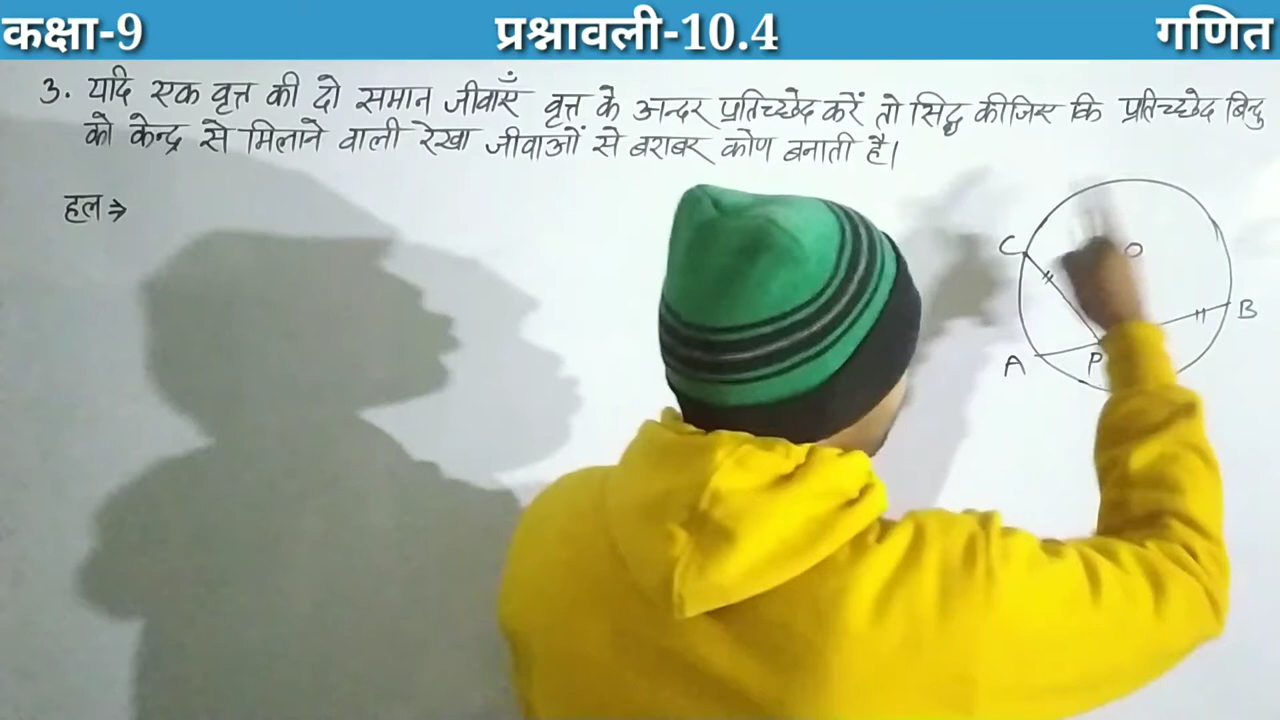 कक्षा-9 प्रश्नावली-10.4 गणित
3. यदि एक वृत्त की दो समान जीवाएँ वृत्त के अन्दर प्रतिच्छेद करें तो सिद्ध कीजिए कि प्रतिच्छेद बिन्दु
को केन्द्र से मिलाने वाली रेखा जीवाओं से बराबर कोण बनाती है।
हल ⇒
C O
B
A P